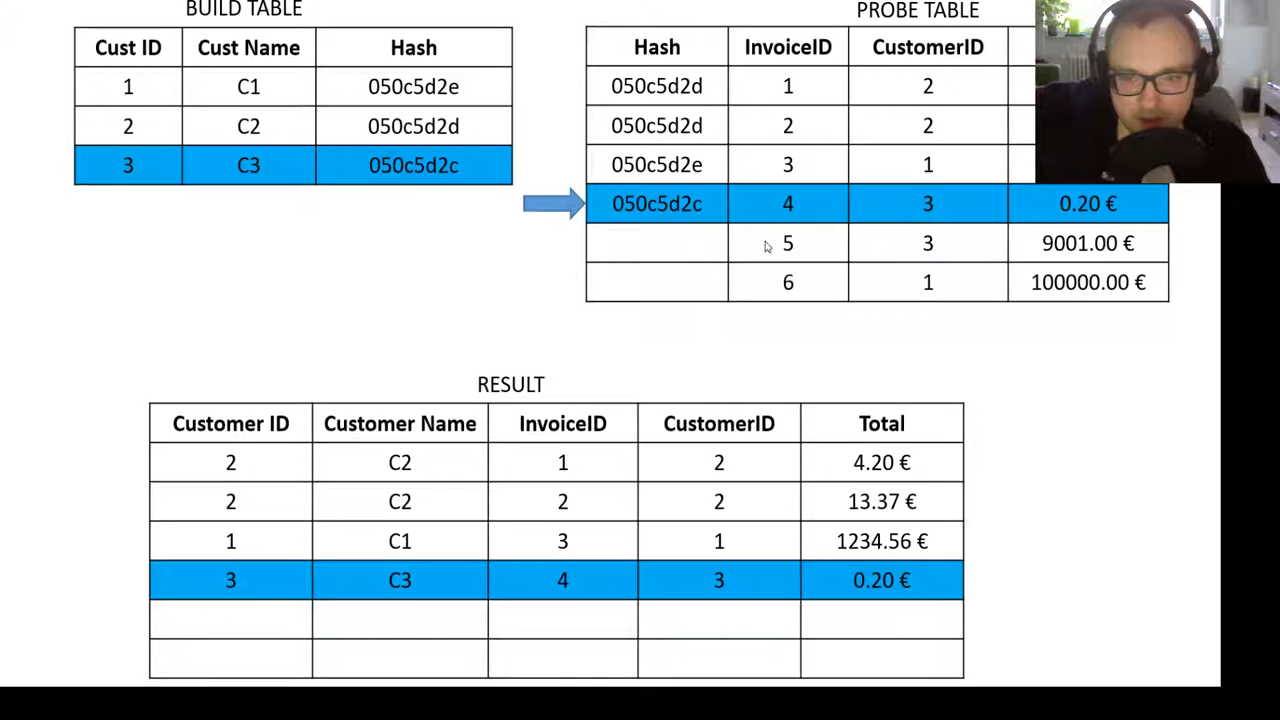 BUILD TABLE
Cust ID Cust Name Hash
1 C1 050c5d2e
2 C2 050c5d2d
3 C3 050c5d2c
PROBE TABLE
Hash InvoiceID CustomerID
050c5d2d 1 2
050c5d2d 2 2
050c5d2e 3 1
050c5d2c 4 3 0.20 €
5 3 9001.00 €
6 1 100000.00 €
RESULT
Customer ID Customer Name InvoiceID CustomerID Total
2 C2 1 2 4.20 €
2 C2 2 2 13.37 €
1 C1 3 1 1234.56 €
3 C3 4 3 0.20 €